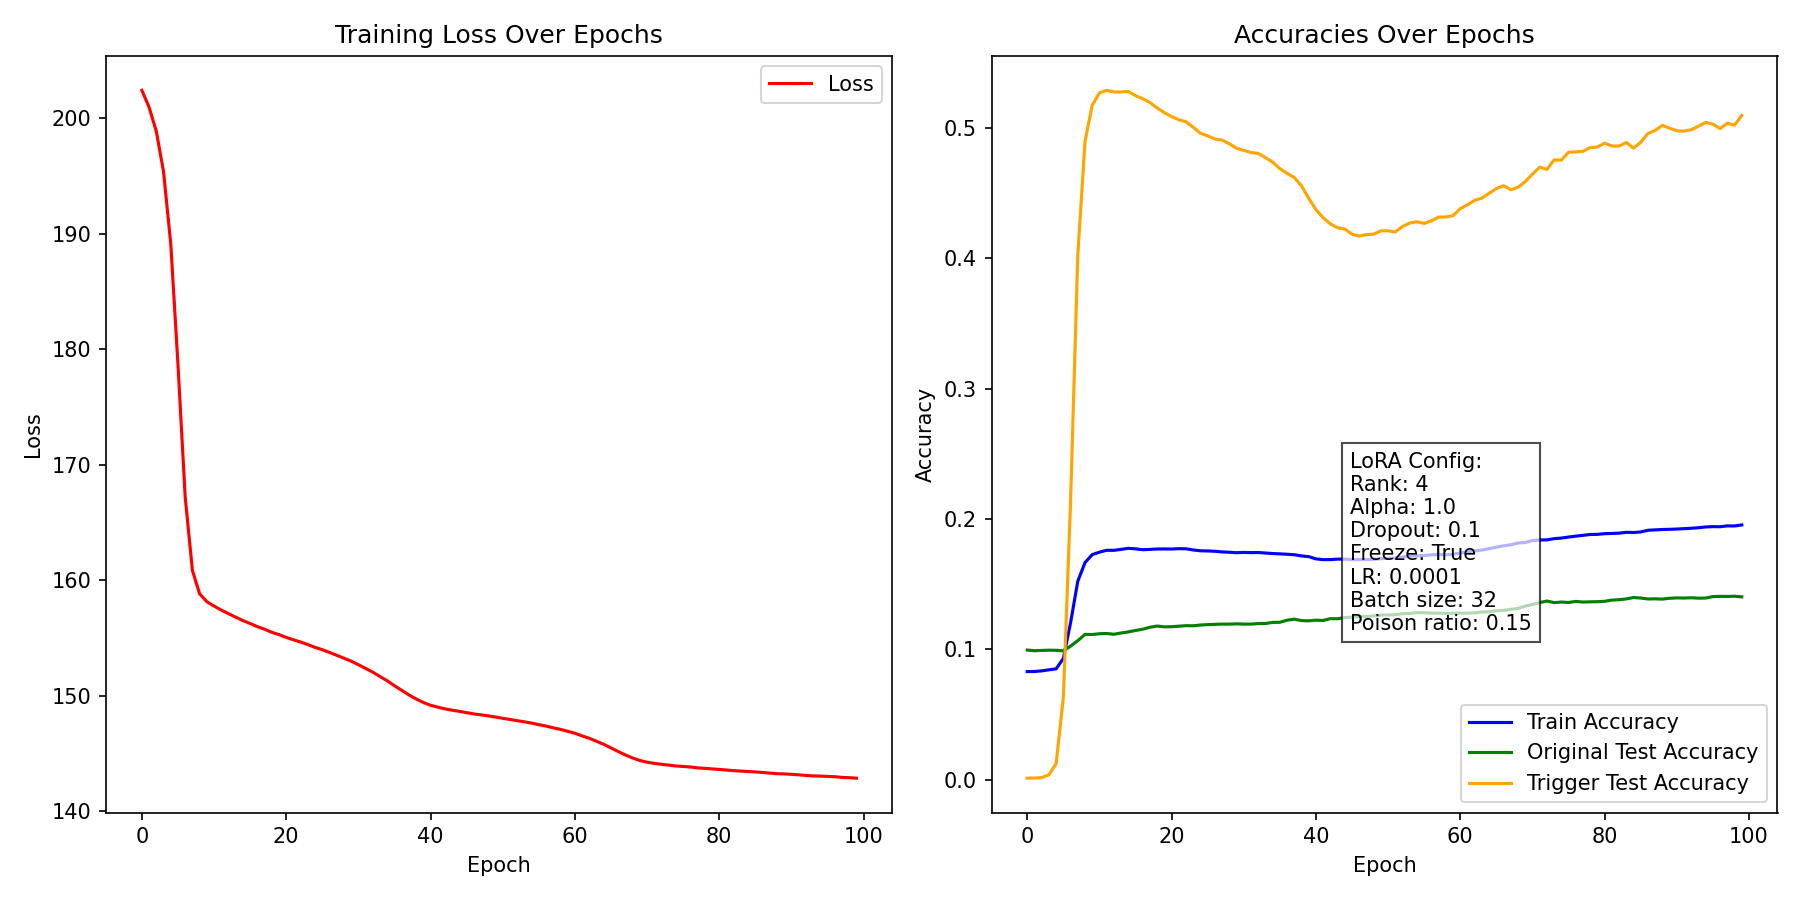 Training Loss Over Epochs
Loss
200
190
180
170
160
150
140
Loss
0
20
40
60
80
100
Epoch
Accuracies Over Epochs
0.5
0.4
0.3
0.2
0.1
0.0
Accuracy
LoRA Config:
Rank: 4
Alpha: 1.0
Dropout: 0.1
Freeze: True
LR: 0.0001
Batch size: 32
Poison ratio: 0.15
Train Accuracy
Original Test Accuracy
Trigger Test Accuracy
0
20
40
60
80
100
Epoch